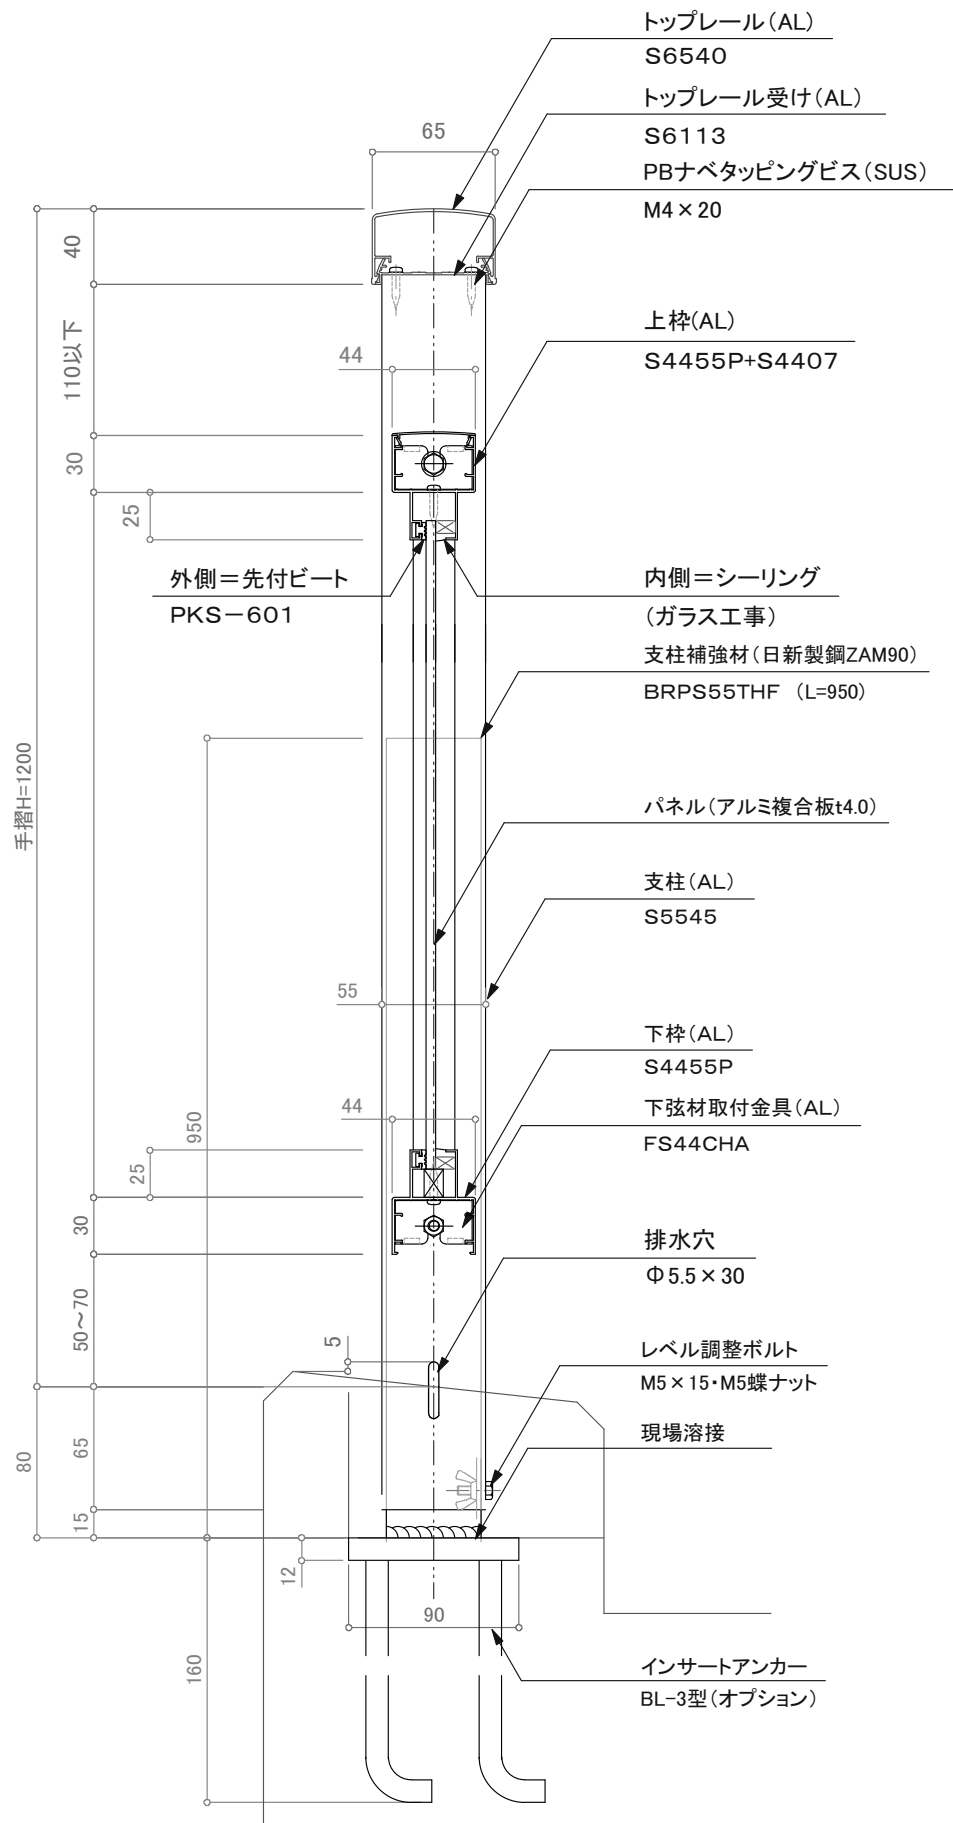 トップレール(AL)
S6540
トップレール受け(AL)
S6113
PBナベタッピングビス(SUS)
M4×20
65
40
110以下
44
上枠(AL)
S4455P+S4407
30
25
外側=先付ビート
PKS-601
内側=シーリング
(ガラス工事)
支柱補強材(日新製鋼ZAM90)
BRPS55THF (L=950)
手摺H=1200
パネル(アルミ複合板t4.0)
支柱(AL)
S5545
55
下枠(AL)
S4455P
950
44
下弦材取付金具(AL)
FS44CHA
25
30
排水穴
Φ5.5×30
50~70
5
レベル調整ボルト
M5×15・M5蝶ナット
現場溶接
80
65
15
12
90
160
インサートアンカー
BL-3型(オプション)